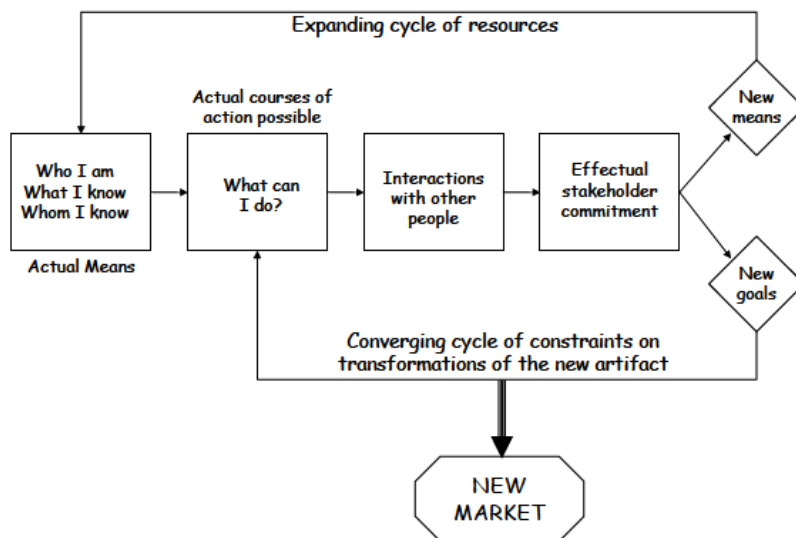 Expanding cycle of resources
Actual courses of
action possible
New
means
Who I am
What I know
Whom I know
What can
I do?
Interactions
with other
people
Effectual
stakeholder
commitment
Actual Means
New
goals
Converging cycle of constraints on
transformations of the new artifact
NEW
MARKET